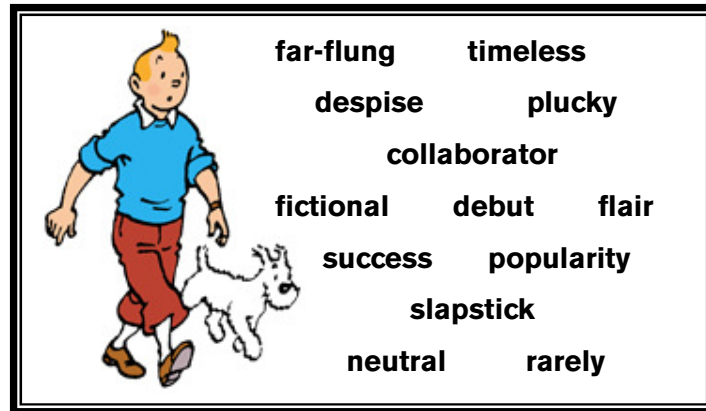 far-flung timeless
despise plucky
collaborator
fictional debut flair
success popularity
slapstick
neutral rarely